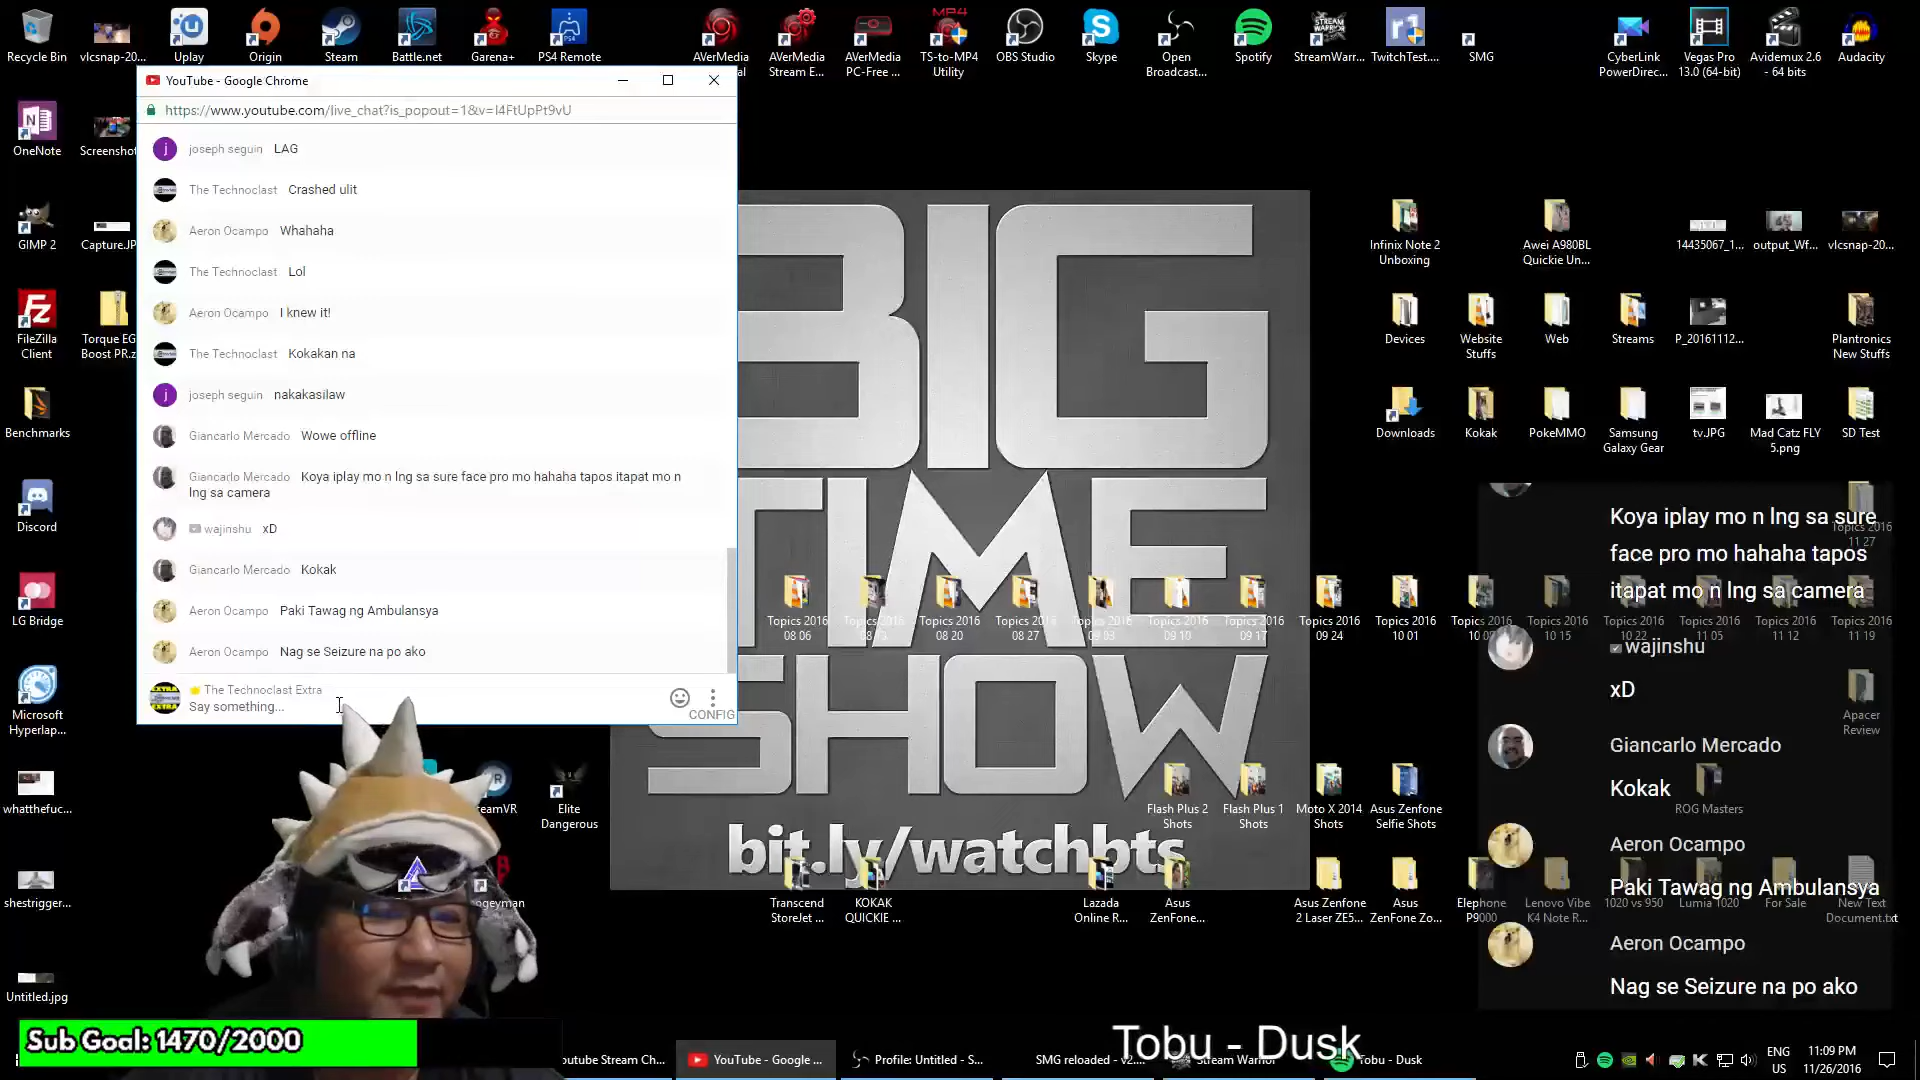 Recycle Bin
vlcsnap-20...
Uplay
Origin
Steam
Battle.net
Garena+
PS4 Remote
AVerMedia
AVerMedia
Stream E...
AVerMedia
PC-Free ...
TS-to-MP4
Utility
OBS Studio
Skype
Open
Broadcast...
Spotify
StreamWarr...
TwitchTest...
SMG
CyberLink
PowerDirec...
Vegas Pro
13.0 (64-bit)
Avidemux 2.6
- 64 bits
Audacity
YouTube - Google Chrome
https://www.youtube.com/live_chat?is_popout=1&v=I4FtUpPt9vU
joseph seguin LAG
The Technoclast Crashed ulit
Aeron Ocampo Whahaha
The Technoclast Lol
Aeron Ocampo I knew it!
The Technoclast Kokakan na
joseph seguin nakakasilaw
Giancarlo Mercado Wowe offline
Giancarlo Mercado Koya iplay mo n lng sa sure face pro mo hahaha tapos itapat mo n
lng sa camera
wajinshu xD
Giancarlo Mercado Kokak
Aeron Ocampo Paki Tawag ng Ambulansya
Aeron Ocampo Nag se Seizure na po ako
The Technoclast Extra
Say something...
CONFIG
OneNote
Screenshot
GIMP 2
Capture.JP
FileZilla
Client
Torque EG
Boost PR.z
Benchmarks
Discord
LG Bridge
Microsoft
Hyperlap...
whatthefuc...
shestrigger...
Untitled.jpg
Elite
Dangerous
BIG
TIME
SHOW
bit.ly/watchbts
Infinix Note 2
Unboxing
Awei A980BL
Quickie Un...
14435067_1...
output_Wf...
vlcsnap-20...
Devices
Website
Stuffs
Web
Streams
P_20161112...
Plantronics
New Stuffs
Downloads
Kokak
PokeMMO
Samsung
Galaxy Gear
tv.JPG
Mad Catz FLY
5.png
SD Test
Topics 2016
11 27
Topics 2016
08 06
Topics 2016
Topics 2016
08 20
Topics 2016
08 27
Topics 2016
09 03
Topics 2016
09 10
Topics 2016
09 17
Topics 2016
09 24
Topics 2016
10 01
Topics 2016
Topics 2016
10 15
Topics 2016
10 22
Topics 2016
11 05
Topics 2016
11 12
Topics 2016
11 19
Koya iplay mo n lng sa sure
face pro mo hahaha tapos
itapat mo n lng sa camera
wajinshu
xD
Giancarlo Mercado
Kokak
Aeron Ocampo
Paki Tawag ng Ambulansya
Aeron Ocampo
Nag se Seizure na po ako
Apacer
Review
Flash Plus 2
Shots
Flash Plus 1
Shots
Moto X 2014
Shots
Asus Zenfone
Selfie Shots
ROG Masters
Transcend
StoreJet ...
KOKAK
QUICKIE ...
Lazada
Online R...
Asus
ZenFone...
Asus Zenfone
2 Laser ZE5...
Asus
ZenFone Zo...
Elephone
P9000
Lenovo Vibe
K4 Note R...
1020 vs 950
Lumia 1020
For Sale
New Text
Document.txt
Sub Goal: 1470/2000
Tobu - Dusk
outube Stream Ch...
YouTube - Google ...
Profile: Untitled - S...
SMG reloaded - v2...
Stream Warrior
Tobu - Dusk
ENG
US
11:09 PM
11/26/2016